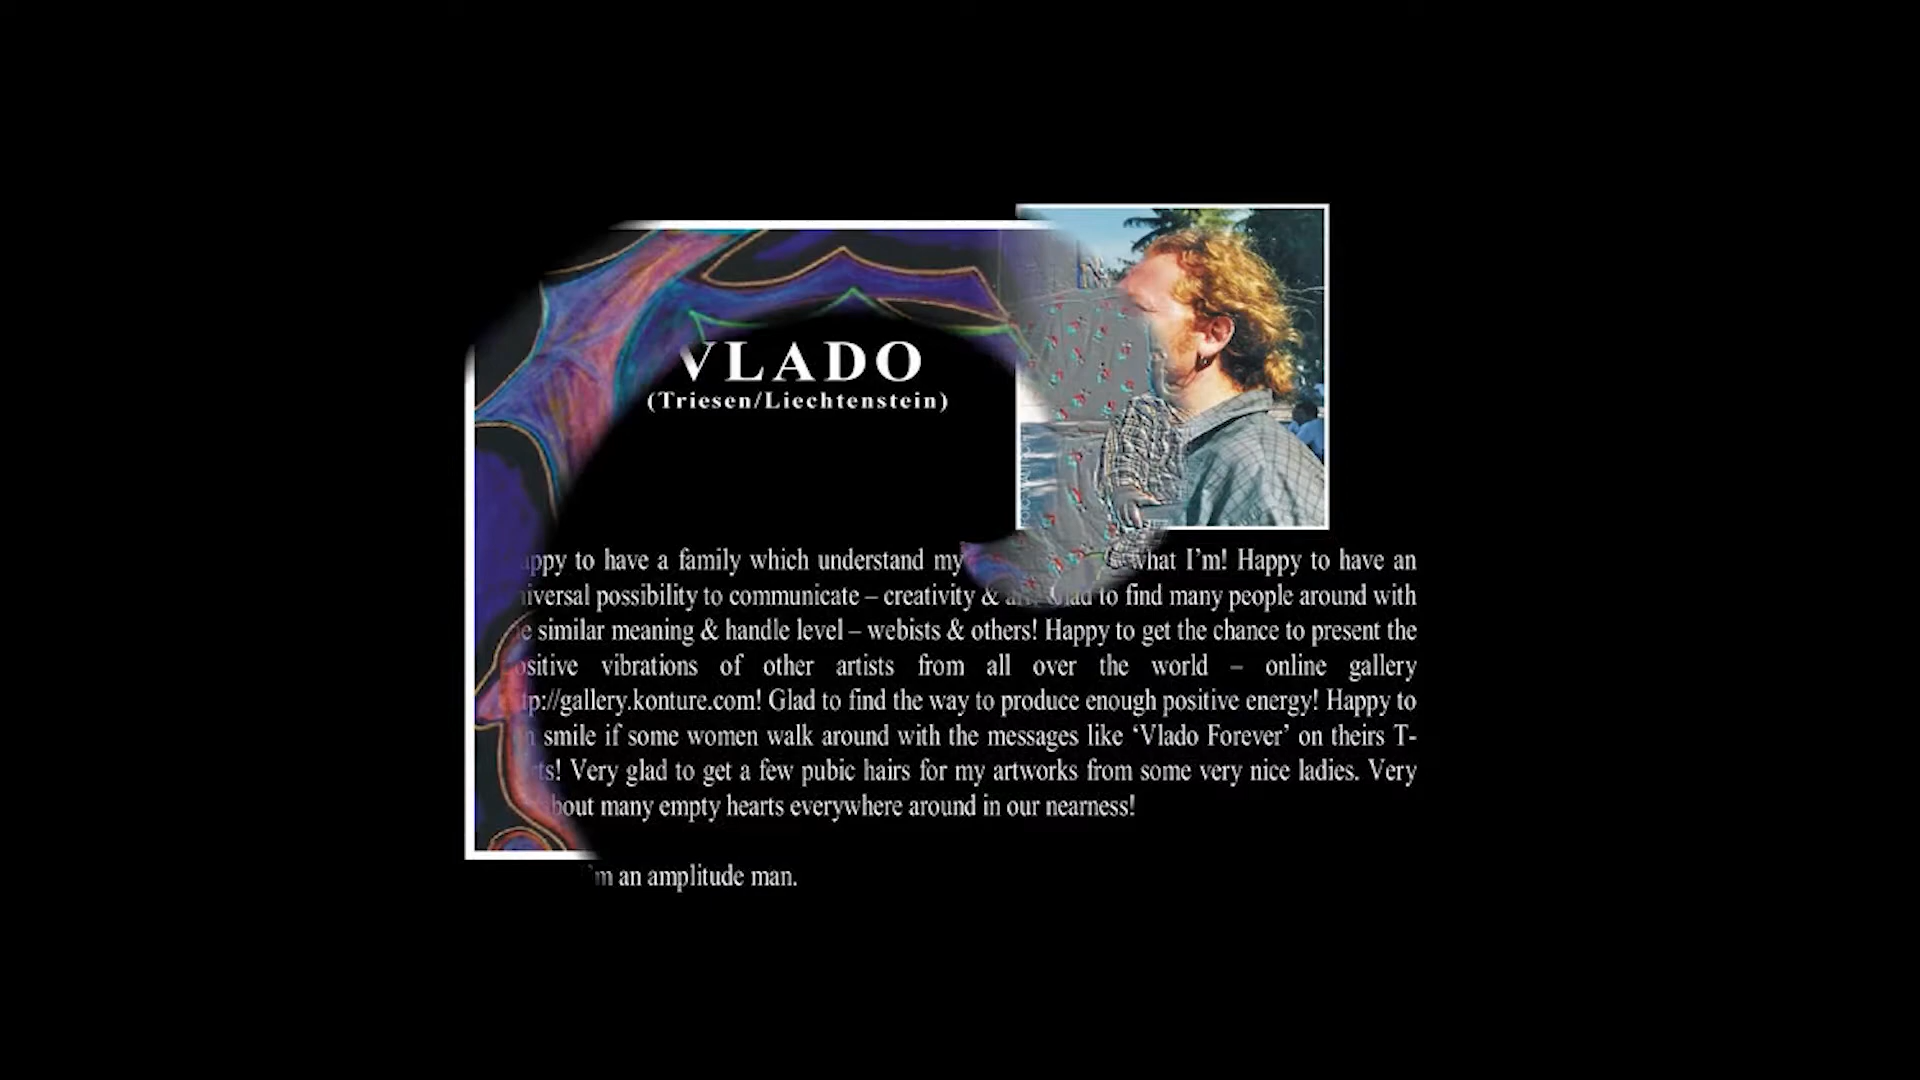 VLADO
(Triesen/Liechtenstein)
to have a family which understand my what I'm! Happy to have an
possibility to communicate – creativity & to find many people around with
similar meaning & handle level – webists & others! Happy to get the chance to present the
vibrations of other artists from all over the world – online gallery
tp://gallery.konture.com! Glad to find the way to produce enough positive energy! Happy to
smile if some women walk around with the messages like ‘Vlado Forever’ on theirs T-
Very glad to get a few pubic hairs for my artworks from some very nice ladies. Very
many empty hearts everywhere around in our nearness!
an amplitude man.